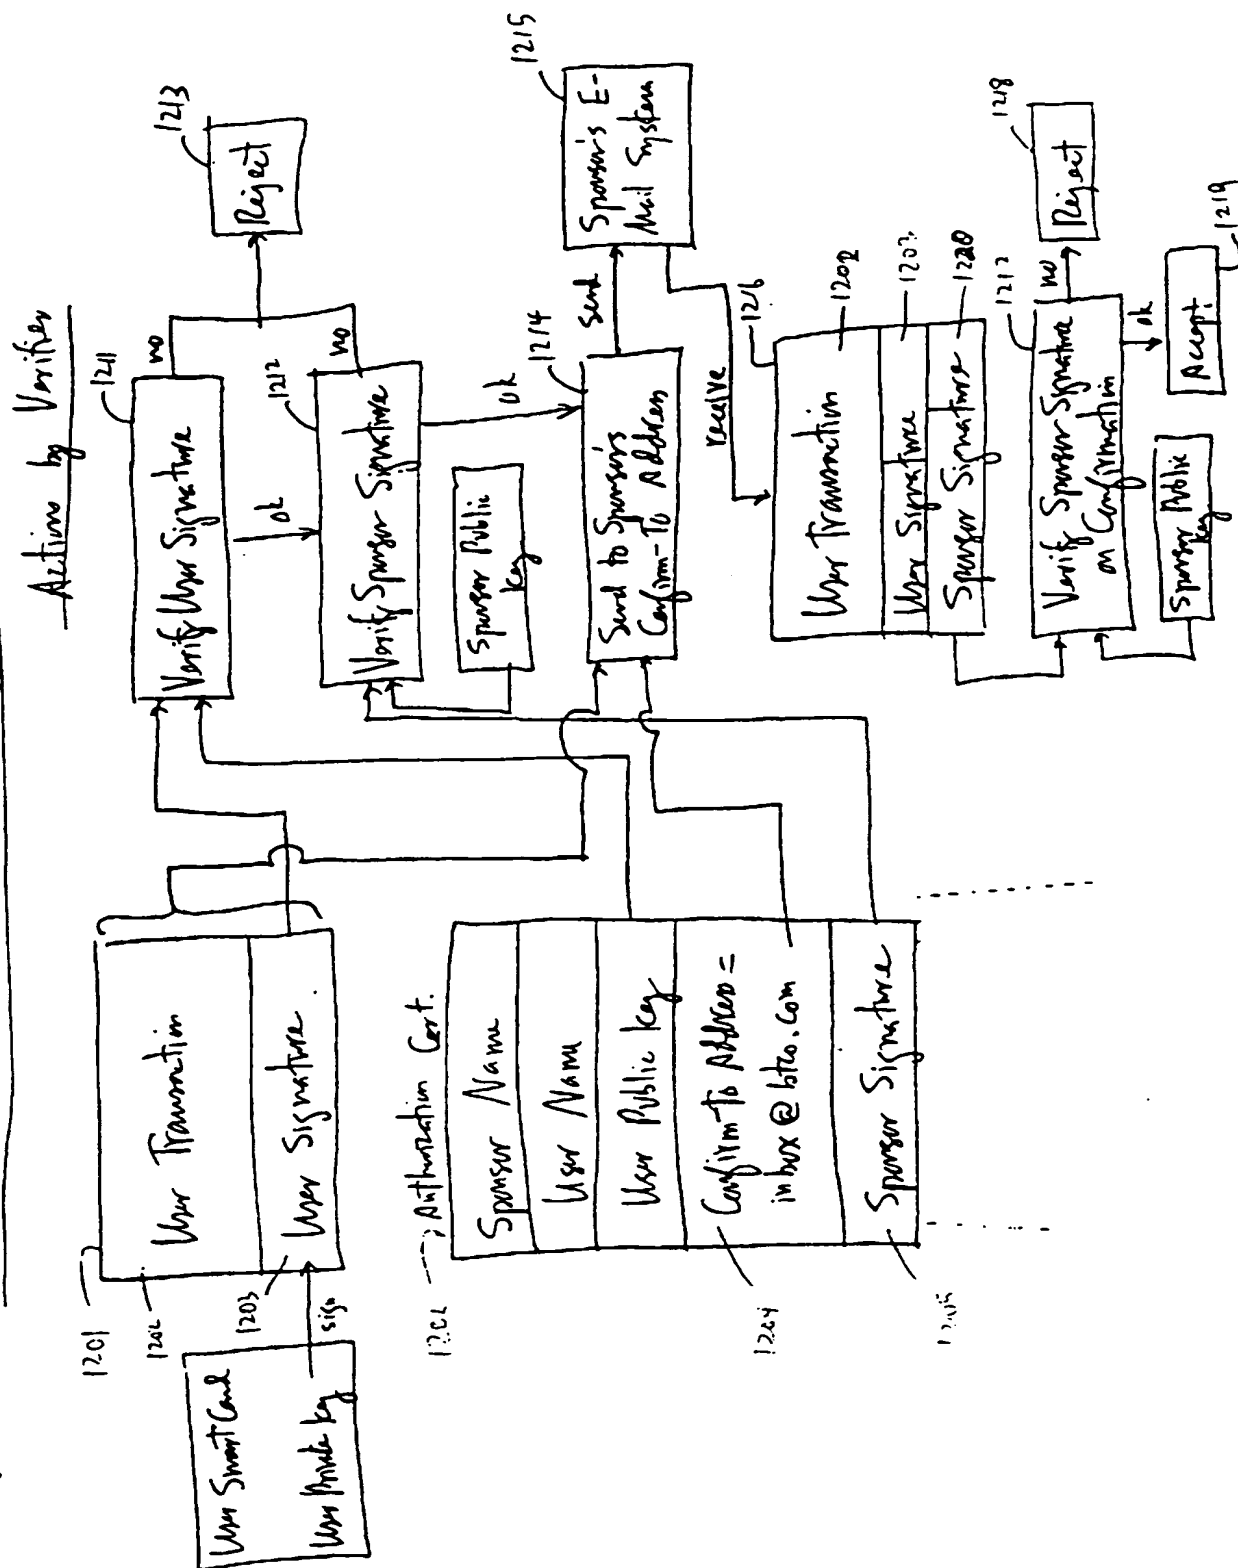 Action by Verifier
1201
User Transaction
1202
User Signature
1203
User Smart Card
User Private Key
sign
Authorization Cert.
Sponsor Name
User Name
User Public Key
Confirm-To Address =
inbox@btco.com
1204
Sponsor Signature
1211
Verify User Signature
no
ok
1213
Reject
1212
Verify Sponsor Signature
no
ok
Sponsor Public
Key
1214
Send to Sponsor's
Confirm-To Address
Send
1215
Sponsor's E-
Mail System
receive
1216
User Transaction
1202
User Signature
1203
Sponsor Signature
1220
Verify Sponsor Signature
on Confirmation
no
1218
Reject
ok
Accept
1219
Sponsor Public
Key